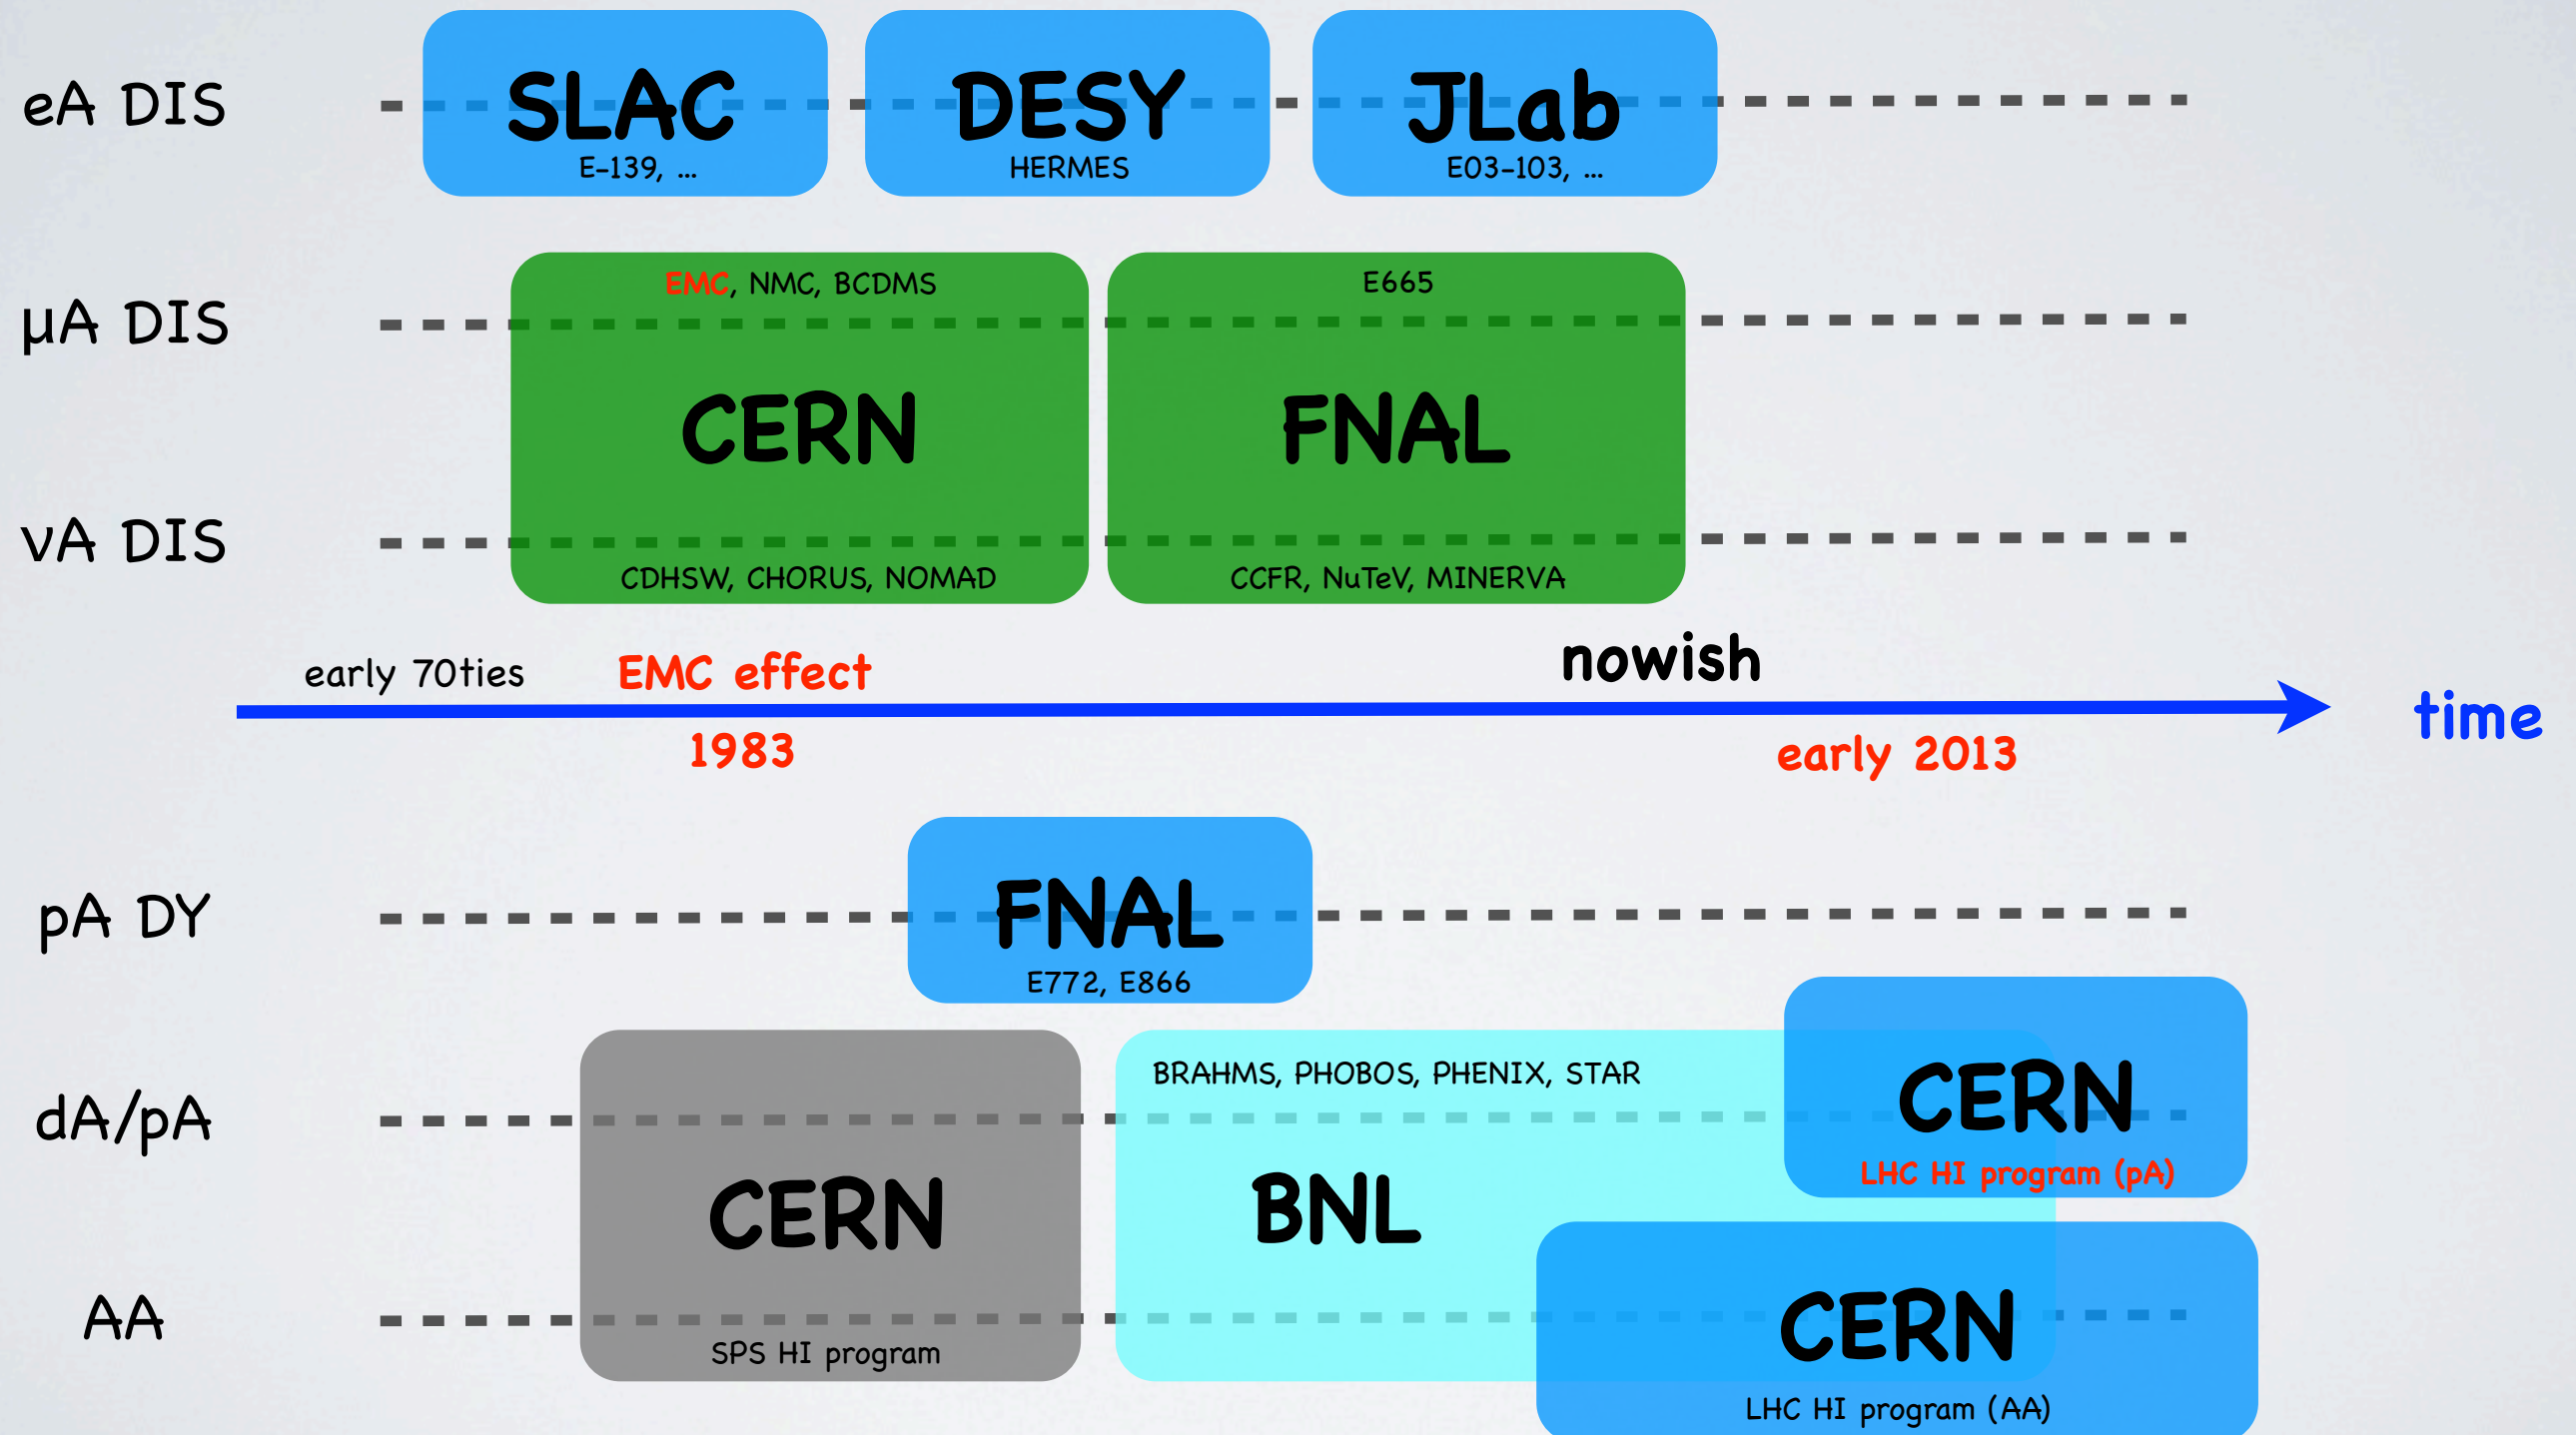 eA DIS
SLAC
E-139, ...
DESY
HERMES
JLab
E03-103, ...
µA DIS
EMC, NMC, BCDMS
E665
CERN
FNAL
νA DIS
CDHSW, CHORUS, NOMAD
CCFR, NuTeV, MINERVA
early 70ties
EMC effect
nowish
time
1983
early 2013
pA DY
FNAL
E772, E866
dA/pA
BRAHMS, PHOBOS, PHENIX, STAR
CERN
LHC HI program (pA)
CERN
BNL
AA
SPS HI program
CERN
LHC HI program (AA)